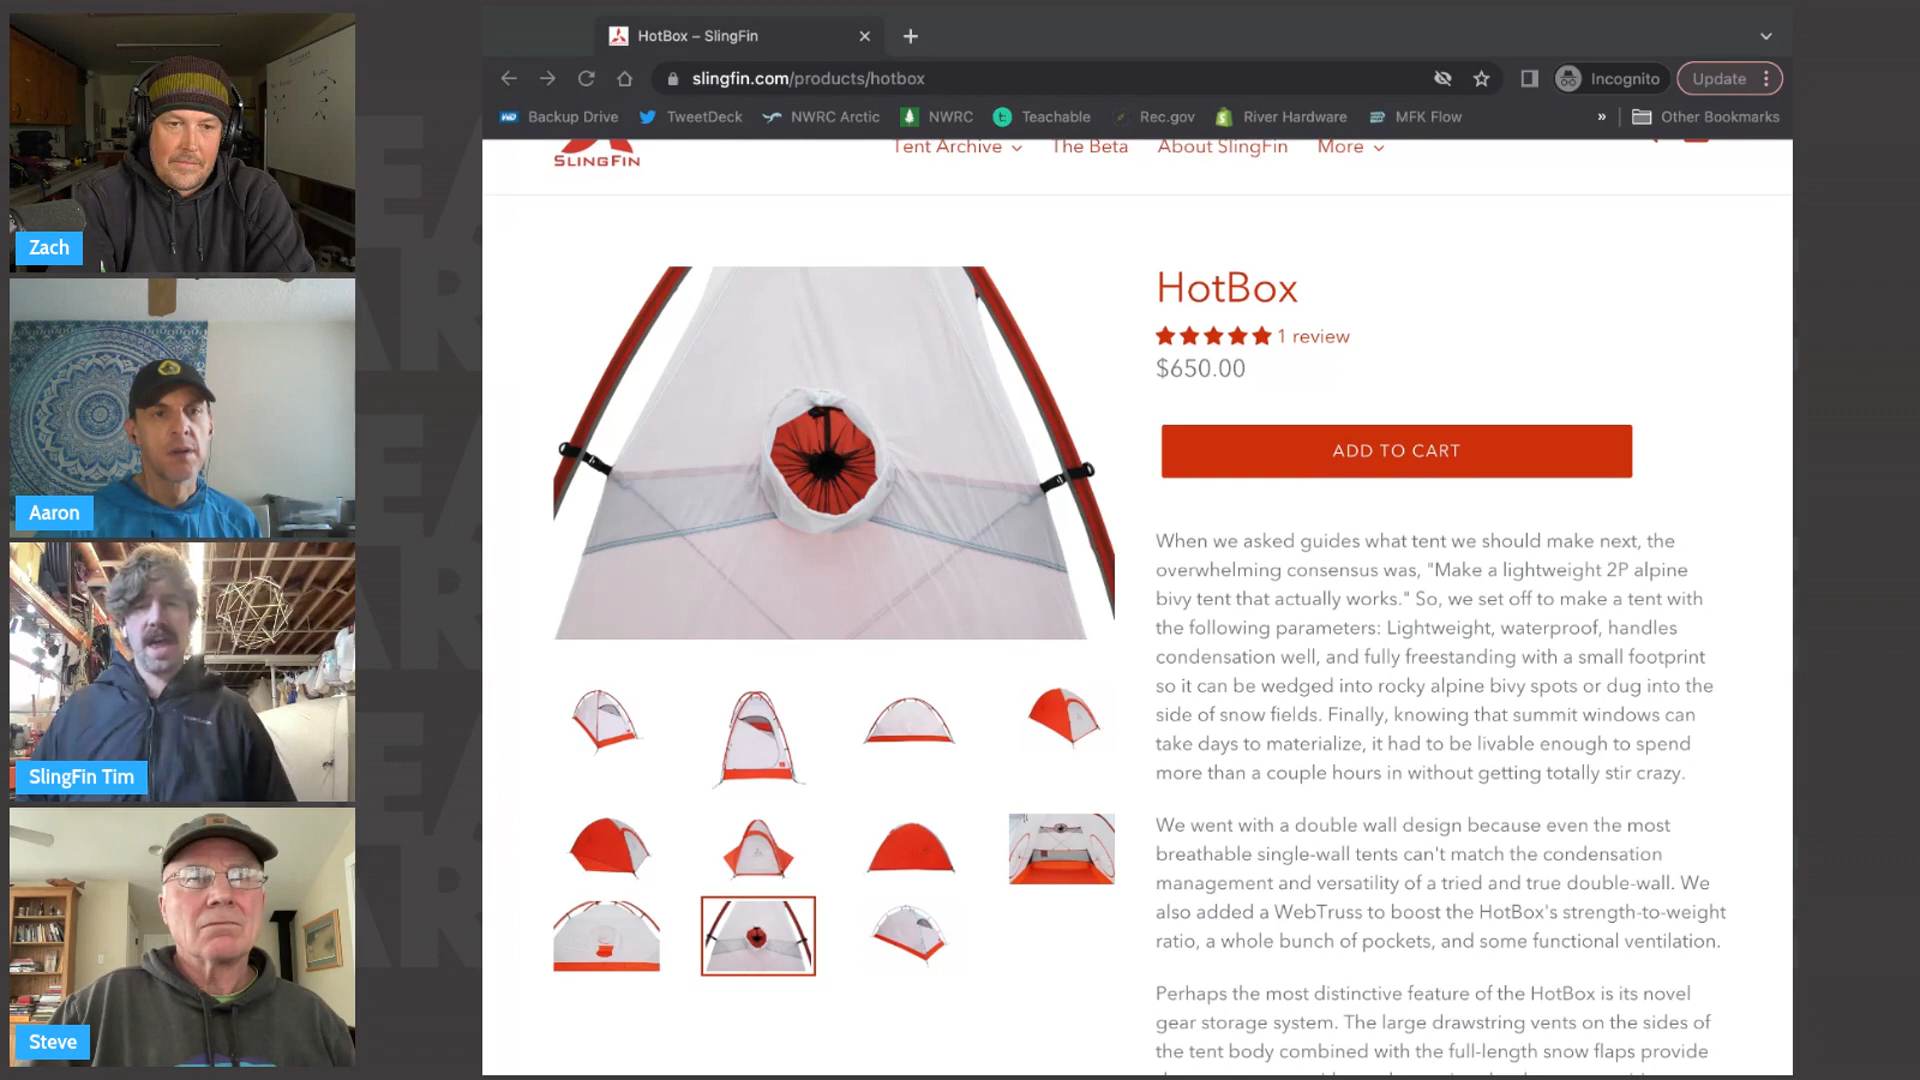 Zach
Aaron
SlingFin Tim
Steve
HotBox – SlingFin
slingfin.com/products/hotbox
Incognito
Update
Backup Drive
TweetDeck
NWRC Arctic
NWRC
Teachable
Rec.gov
River Hardware
MFK Flow
»
Other Bookmarks
SLINGFIN
Tent Archive
The Beta
About SlingFin
More
HotBox
1 review
$650.00
ADD TO CART
When we asked guides what tent we should make next, the
overwhelming consensus was, "Make a lightweight 2P alpine
bivy tent that actually works." So, we set off to make a tent with
the following parameters: Lightweight, waterproof, handles
condensation well, and fully freestanding with a small footprint
so it can be wedged into rocky alpine bivy spots or dug into the
side of snow fields. Finally, knowing that summit windows can
take days to materialize, it had to be livable enough to spend
more than a couple hours in without getting totally stir crazy.
We went with a double wall design because even the most
breathable single-wall tents can't match the condensation
management and versatility of a tried and true double-wall. We
also added a WebTruss to boost the HotBox's strength-to-weight
ratio, a whole bunch of pockets, and some functional ventilation.
Perhaps the most distinctive feature of the HotBox is its novel
gear storage system. The large drawstring vents on the sides of
the tent body combined with the full-length snow flaps provide